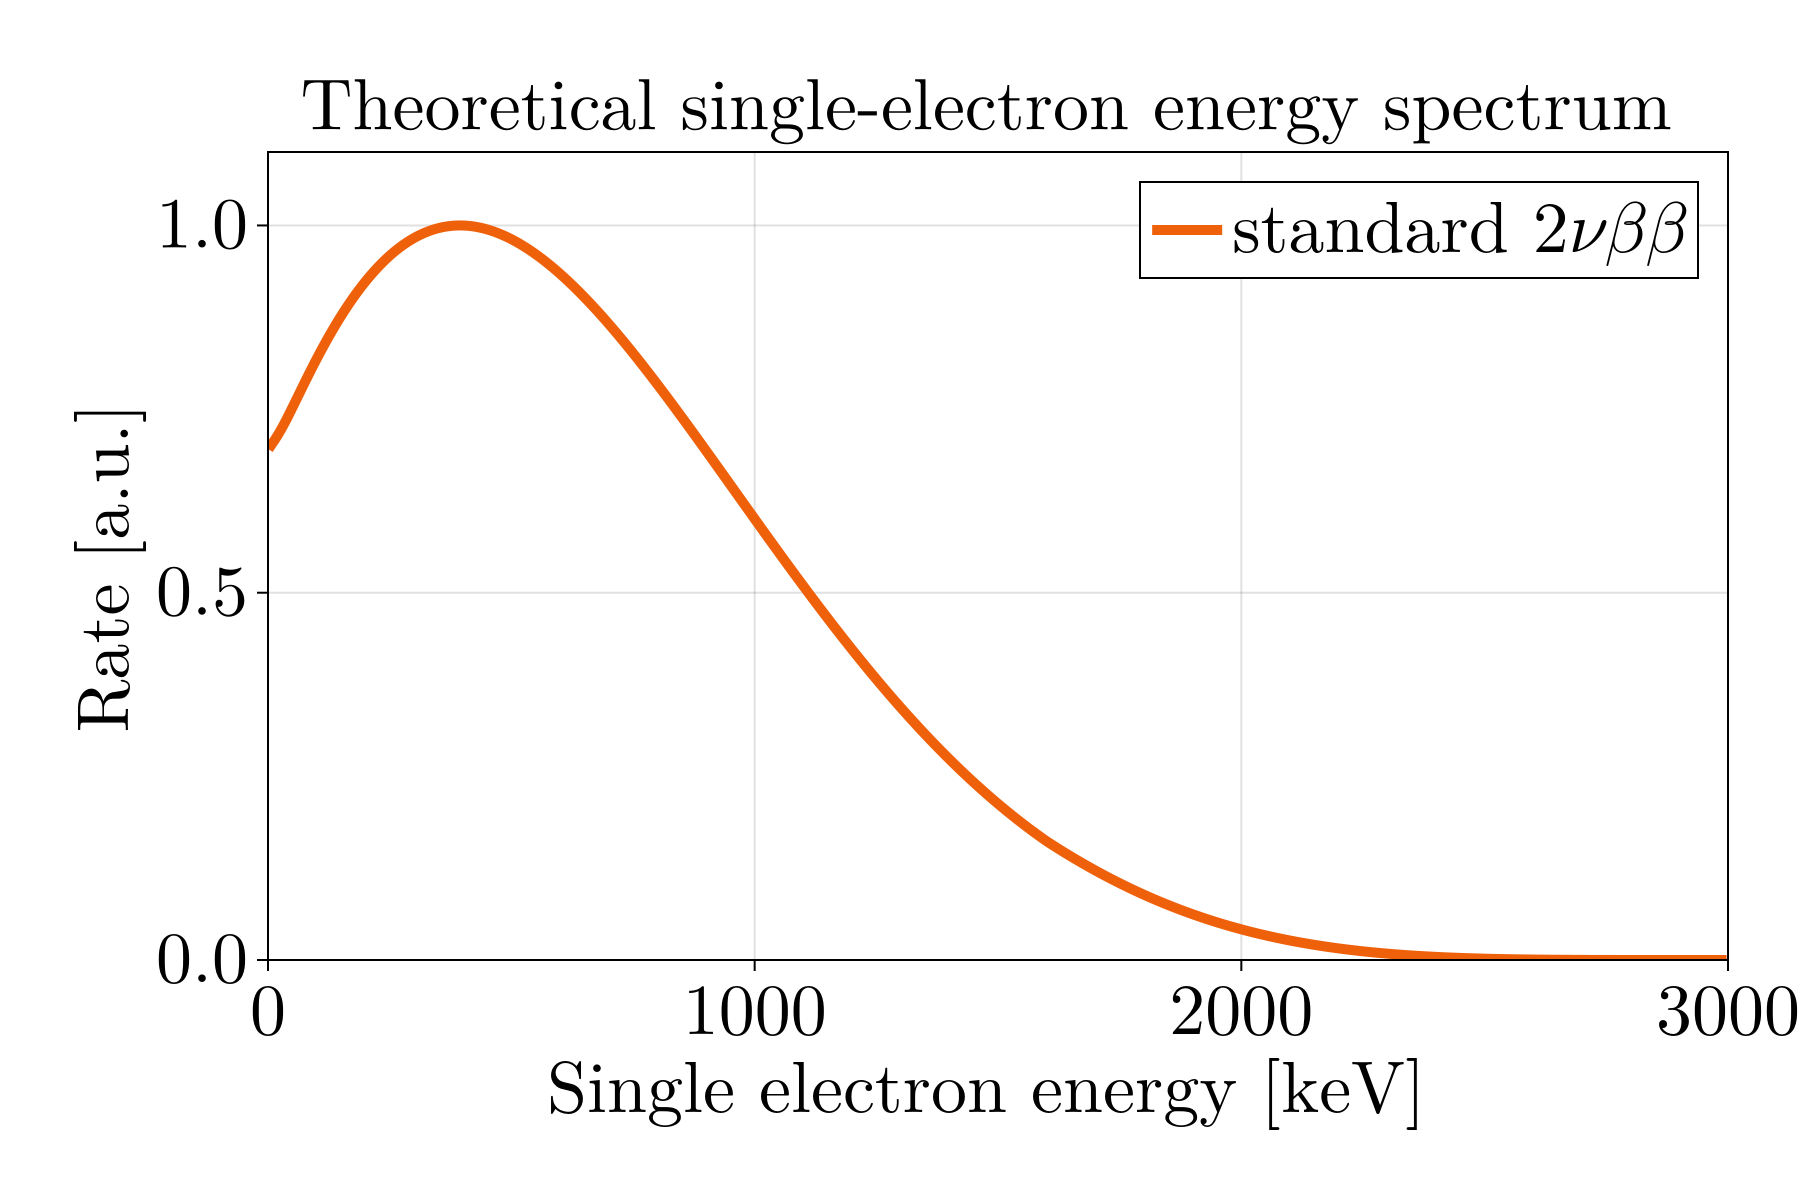 Theoretical single-electron energy spectrum
standard 2νββ
Rate [a.u.]
1.0
0.5
0.0
0 1000 2000 3000
Single electron energy [keV]